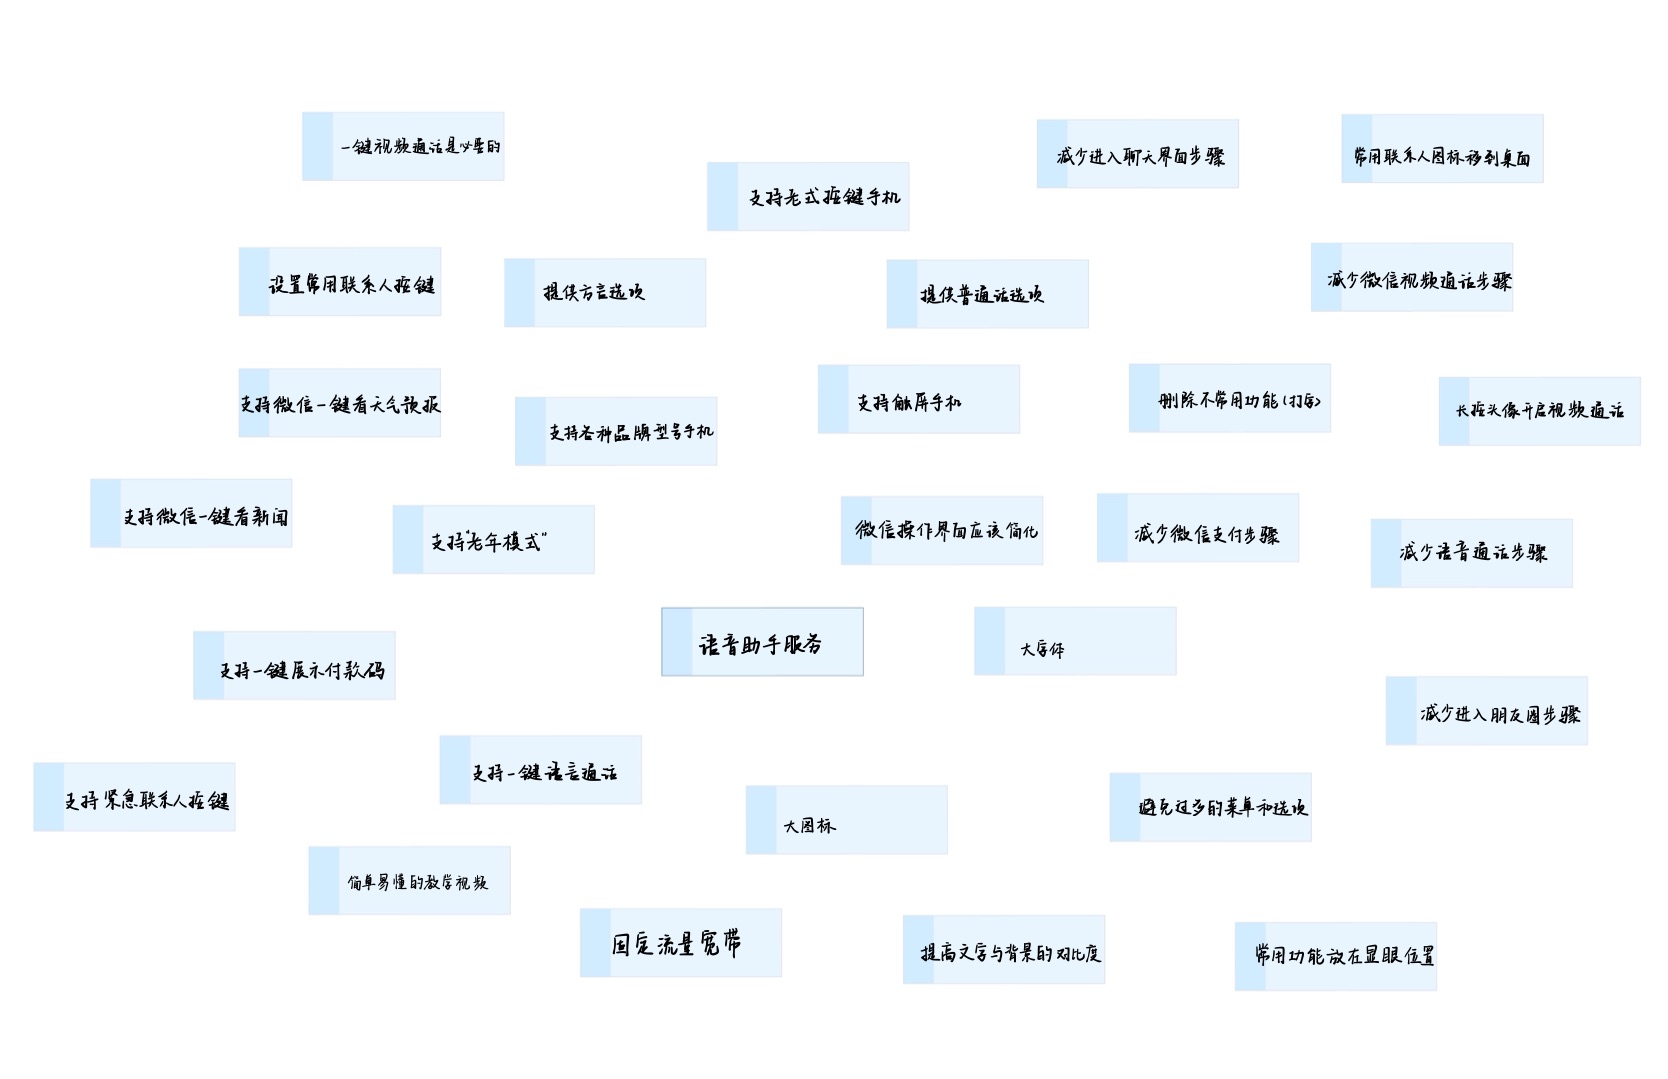 一键视频通话是必要的
减少进入聊天界面步骤
常用联系人图标移到桌面
支持老式按键手机
设置常用联系人按键
提供方言选项
提供普通话选项
减少微信视频通话步骤
支持微信一键看天气预报
支持各种品牌型号手机
支持触屏手机
删除不常用功能(打字)
长按头像开启视频通话
支持微信一键看新闻
支持"老年模式"
微信操作界面应该简化
减少微信支付步骤
减少语音通话步骤
语音助手服务
大字体
支持一键展示付款码
减少进入朋友圈步骤
支持一键语言通话
支持紧急联系人按键
大图标
避免过多的菜单和选项
简单易懂的教学视频
固定流量宽带
提高文字与背景的对比度
常用功能放在显眼位置